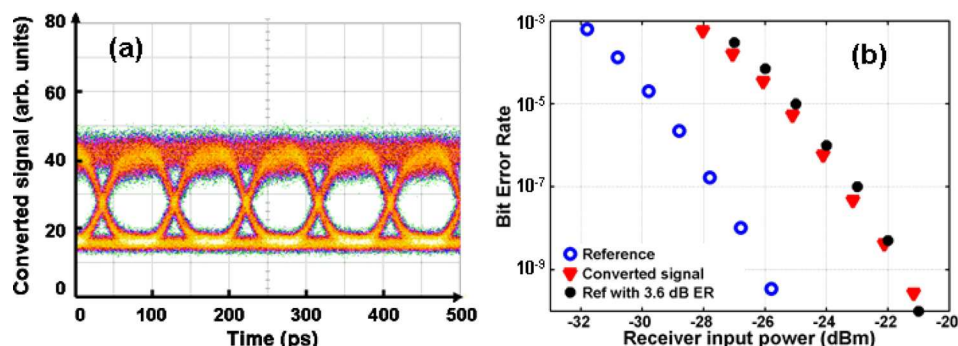 80
60
40
20
0
Converted signal (arb. units)
(a)
0 100 200 300 400 500
Time (ps)
10-3
10-5
10-7
10-9
Bit Error Rate
(b)
Reference
Converted signal
Ref with 3.6 dB ER
-32 -30 -28 -26 -24 -22 -20
Receiver input power (dBm)